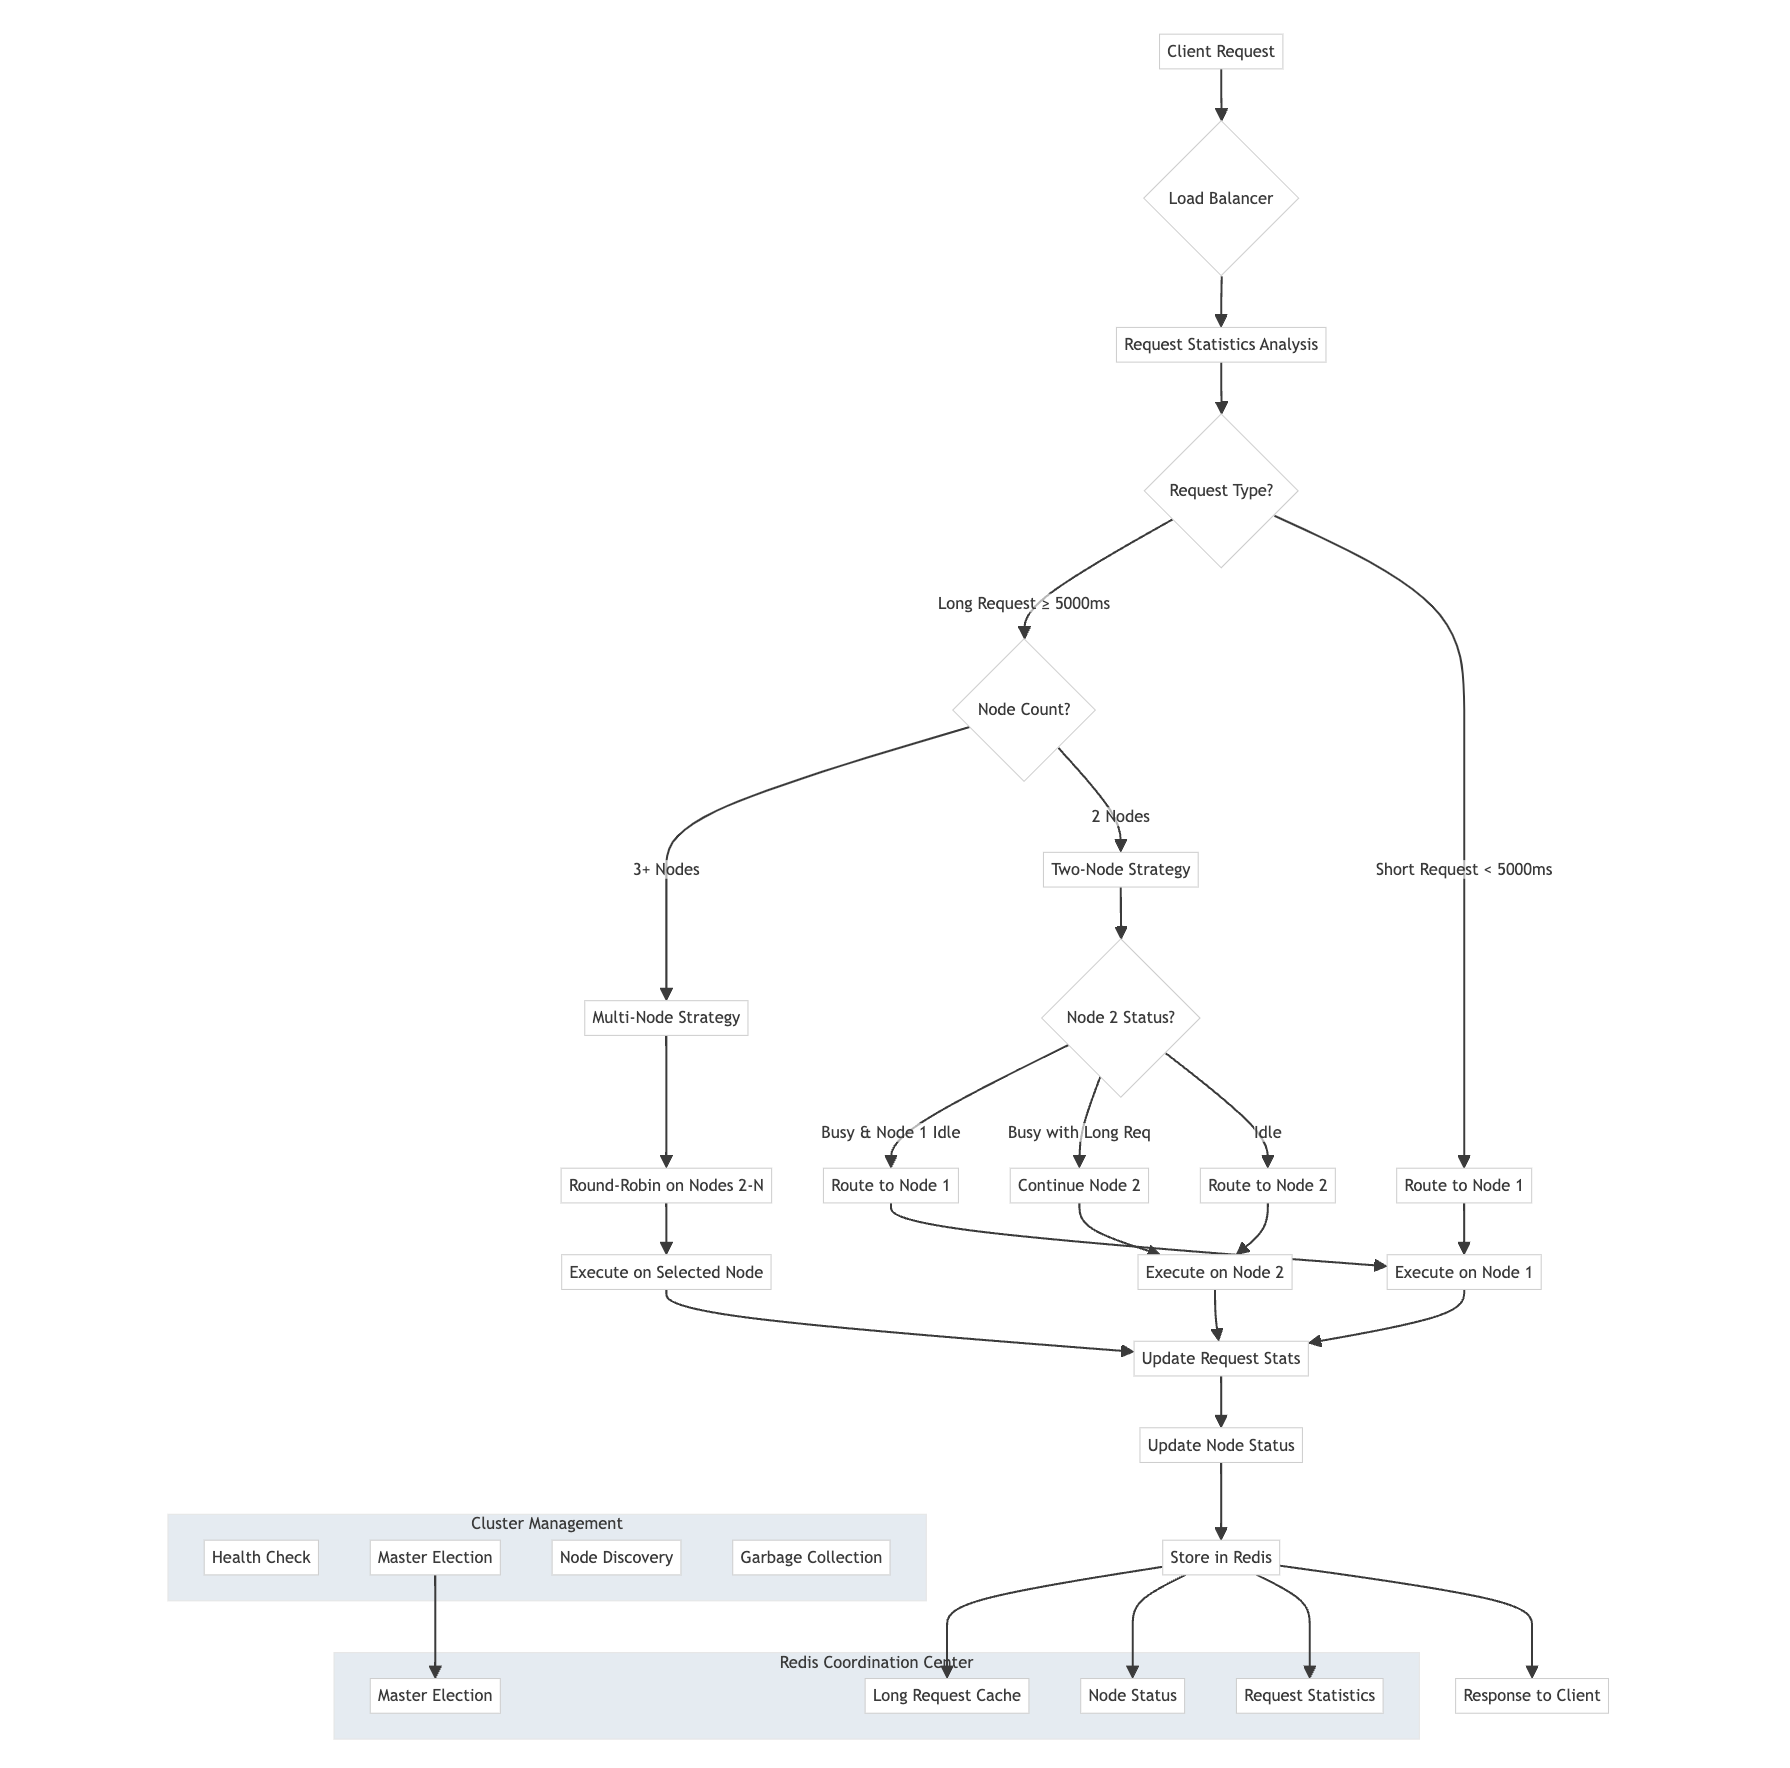 Client Request
Load Balancer
Request Statistics Analysis
Request Type?
Long Request ≥ 5000ms
Node Count?
2 Nodes
3+ Nodes
Two-Node Strategy
Short Request < 5000ms
Multi-Node Strategy
Node 2 Status?
Busy & Node 1 Idle
Busy with Long Req
Idle
Round-Robin on Nodes 2-N
Route to Node 1
Continue Node 2
Route to Node 2
Route to Node 1
Execute on Selected Node
Execute on Node 2
Execute on Node 1
Update Request Stats
Update Node Status
Cluster Management
Health Check
Master Election
Node Discovery
Garbage Collection
Store in Redis
Redis Coordination Center
Master Election
Long Request Cache
Node Status
Request Statistics
Response to Client